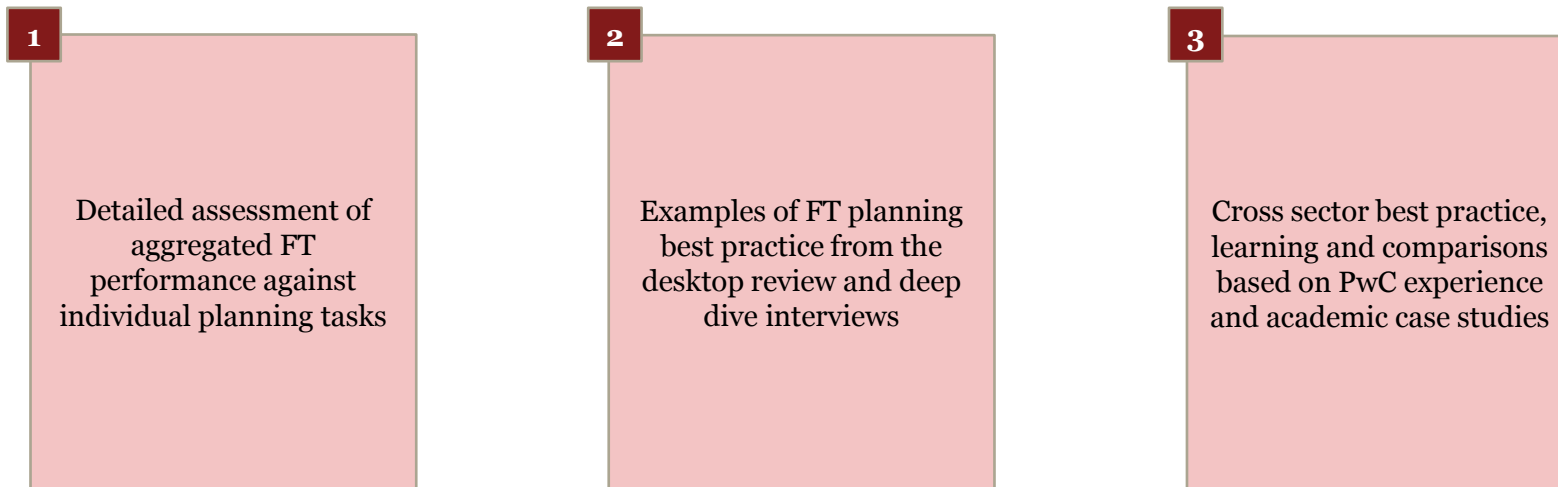 1
Detailed assessment of
aggregated FT
performance against
individual planning tasks
2
Examples of FT planning
best practice from the
desktop review and deep
dive interviews
3
Cross sector best practice,
learning and comparisons
based on PwC experience
and academic case studies